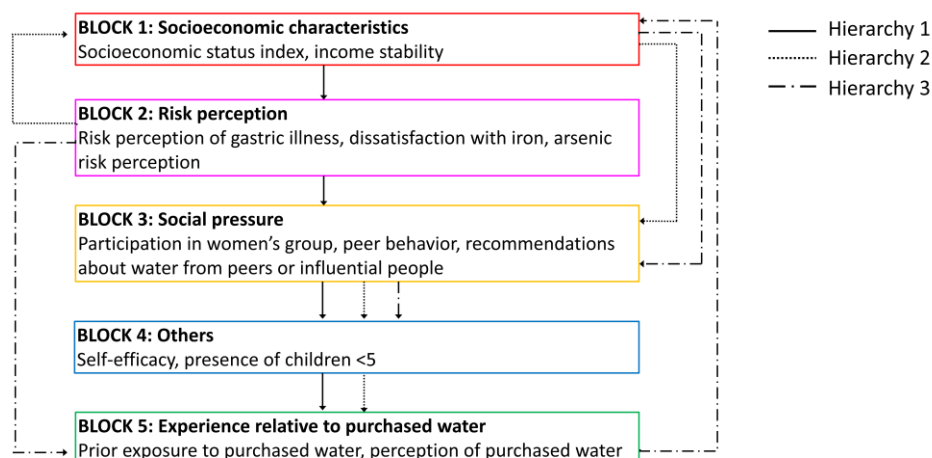 BLOCK 1: Socioeconomic characteristics
Socioeconomic status index, income stability
BLOCK 2: Risk perception
Risk perception of gastric illness, dissatisfaction with iron, arsenic
risk perception
BLOCK 3: Social pressure
Participation in women’s group, peer behavior, recommendations
about water from peers or influential people
BLOCK 4: Others
Self-efficacy, presence of children <5
BLOCK 5: Experience relative to purchased water
Prior exposure to purchased water, perception of purchased water
Hierarchy 1
Hierarchy 2
Hierarchy 3